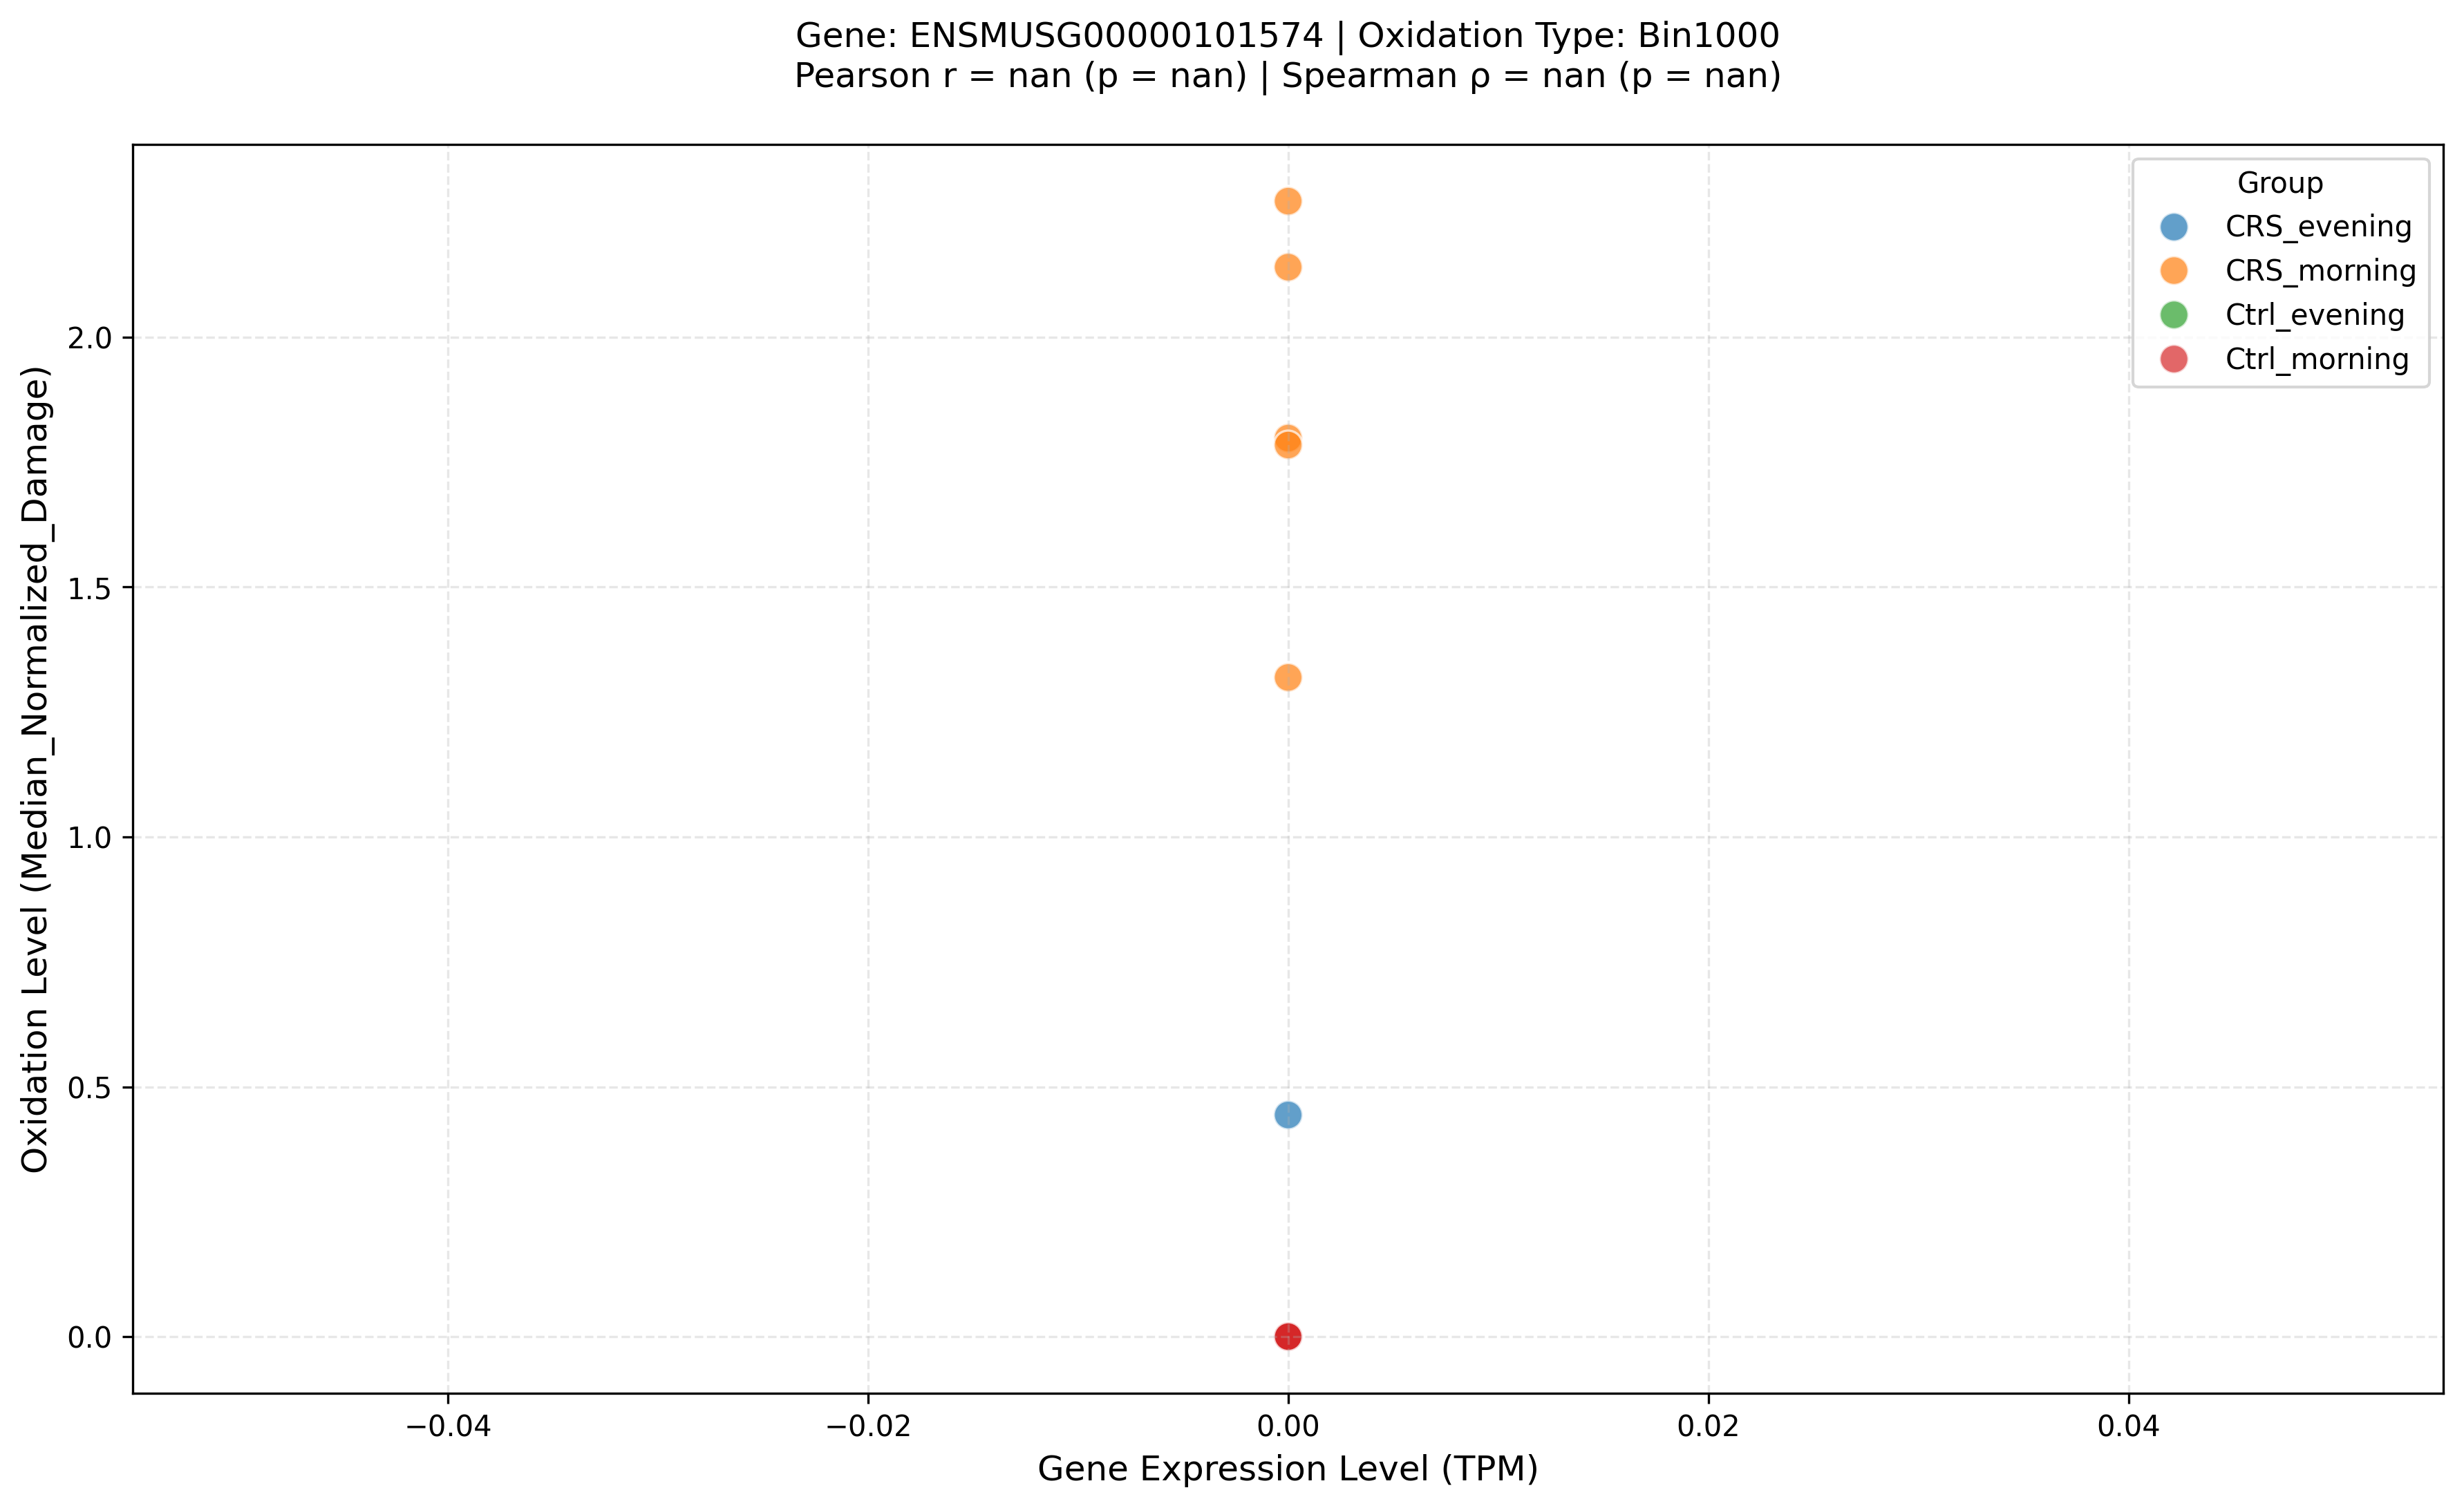 Gene: ENSMUSG00000101574 | Oxidation Type: Bin1000
Pearson r = nan (p = nan) | Spearman ρ = nan (p = nan)
Group
CRS_evening
CRS_morning
Ctrl_evening
Ctrl_morning
Oxidation Level (Median_Normalized_Damage)
2.0
1.5
1.0
0.5
0.0
−0.04
−0.02
0.00
0.02
0.04
Gene Expression Level (TPM)